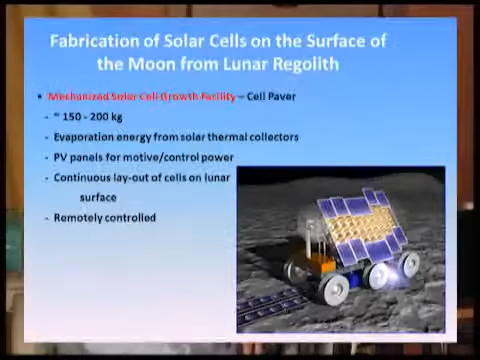 Fabrication of Solar Cells on the Surface of
the Moon from Lunar Regolith
• Mechanized Solar Cell Growth Facility – Cell Paver
- ~ 150 - 200 kg
- Evaporation energy from solar thermal collectors
- PV panels for motive/control power
- Continuous lay-out of cells on lunar
surface
- Remotely controlled